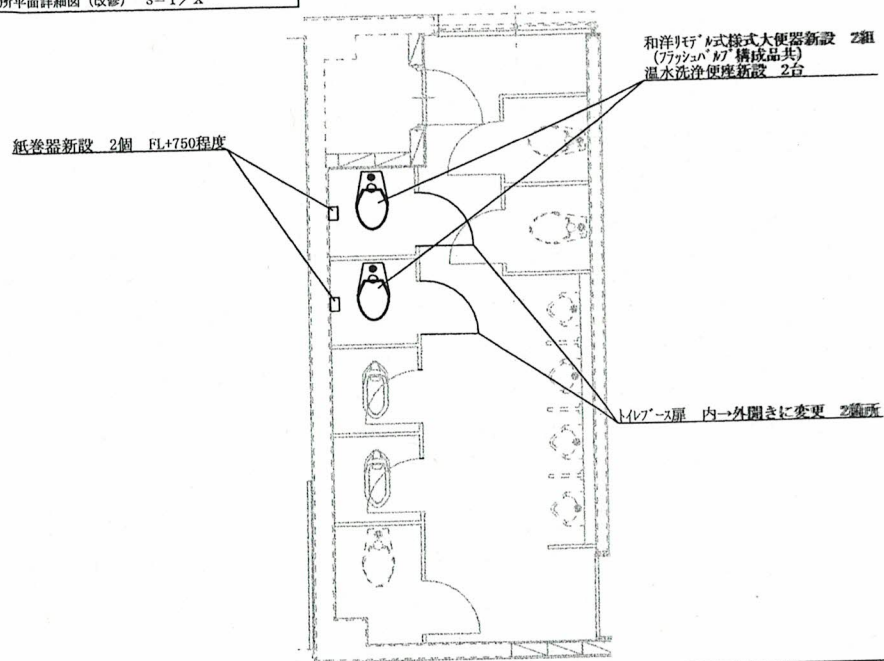 所平面詳細図 (改修) S=1/X
和洋リモデル式様式大便器新設 2組
(フラッシュバルブ構成品共)
温水洗浄便座新設 2台
紙巻器新設 2個 FL+750程度
トイレブース扉 内→外開きに変更 2箇所